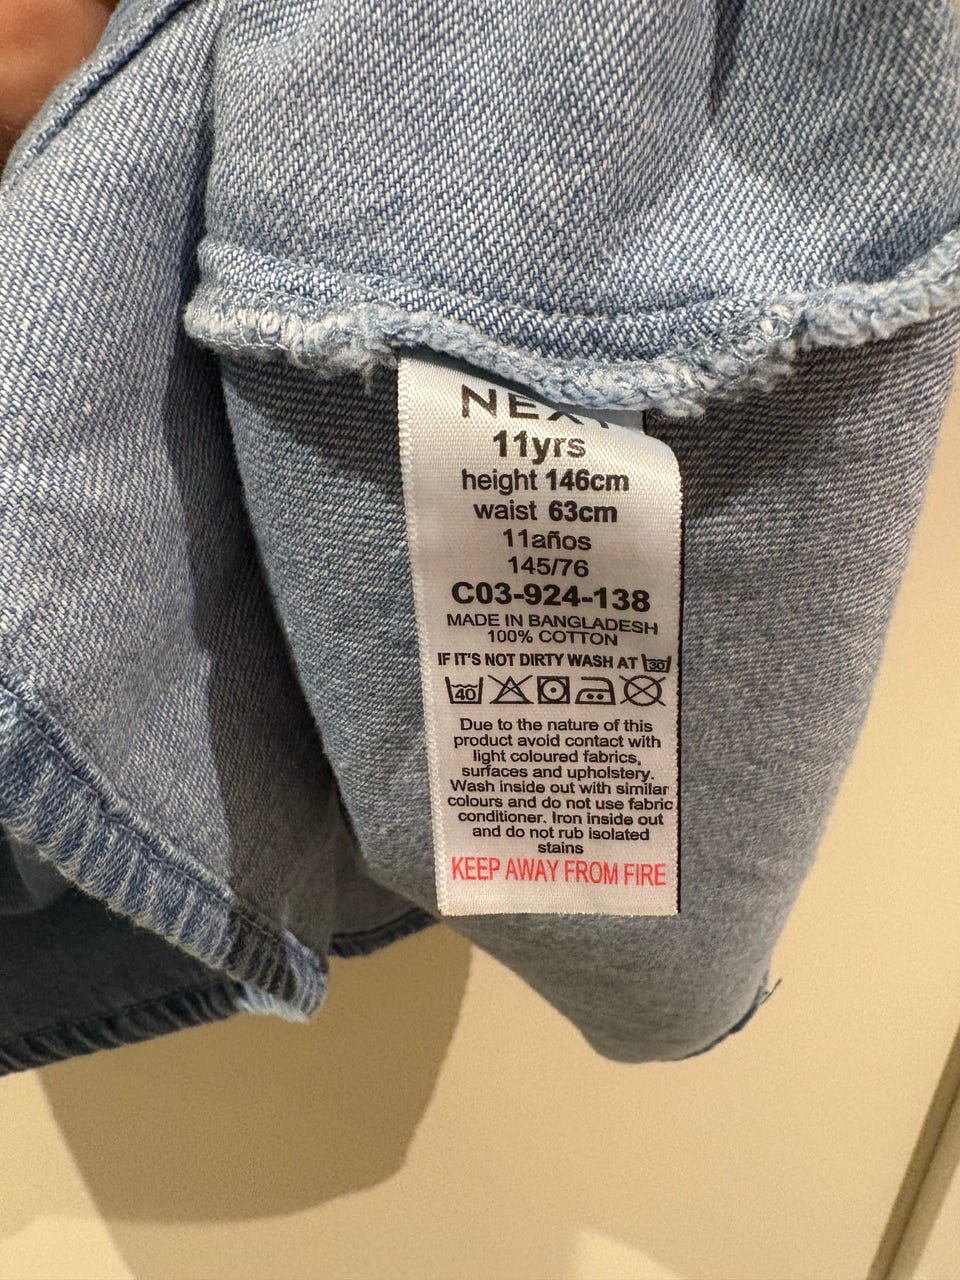 NEXT
11yrs
height 146cm
waist 63cm
11años
145/76
C03-924-138
MADE IN BANGLADESH
100% COTTON
IF IT'S NOT DIRTY WASH AT 30
40
Due to the nature of this
product avoid contact with
light coloured fabrics,
surfaces and upholstery.
Wash inside out with similar
colours and do not use fabric
conditioner. Iron inside out
and do not rub isolated
stains
KEEP AWAY FROM FIRE